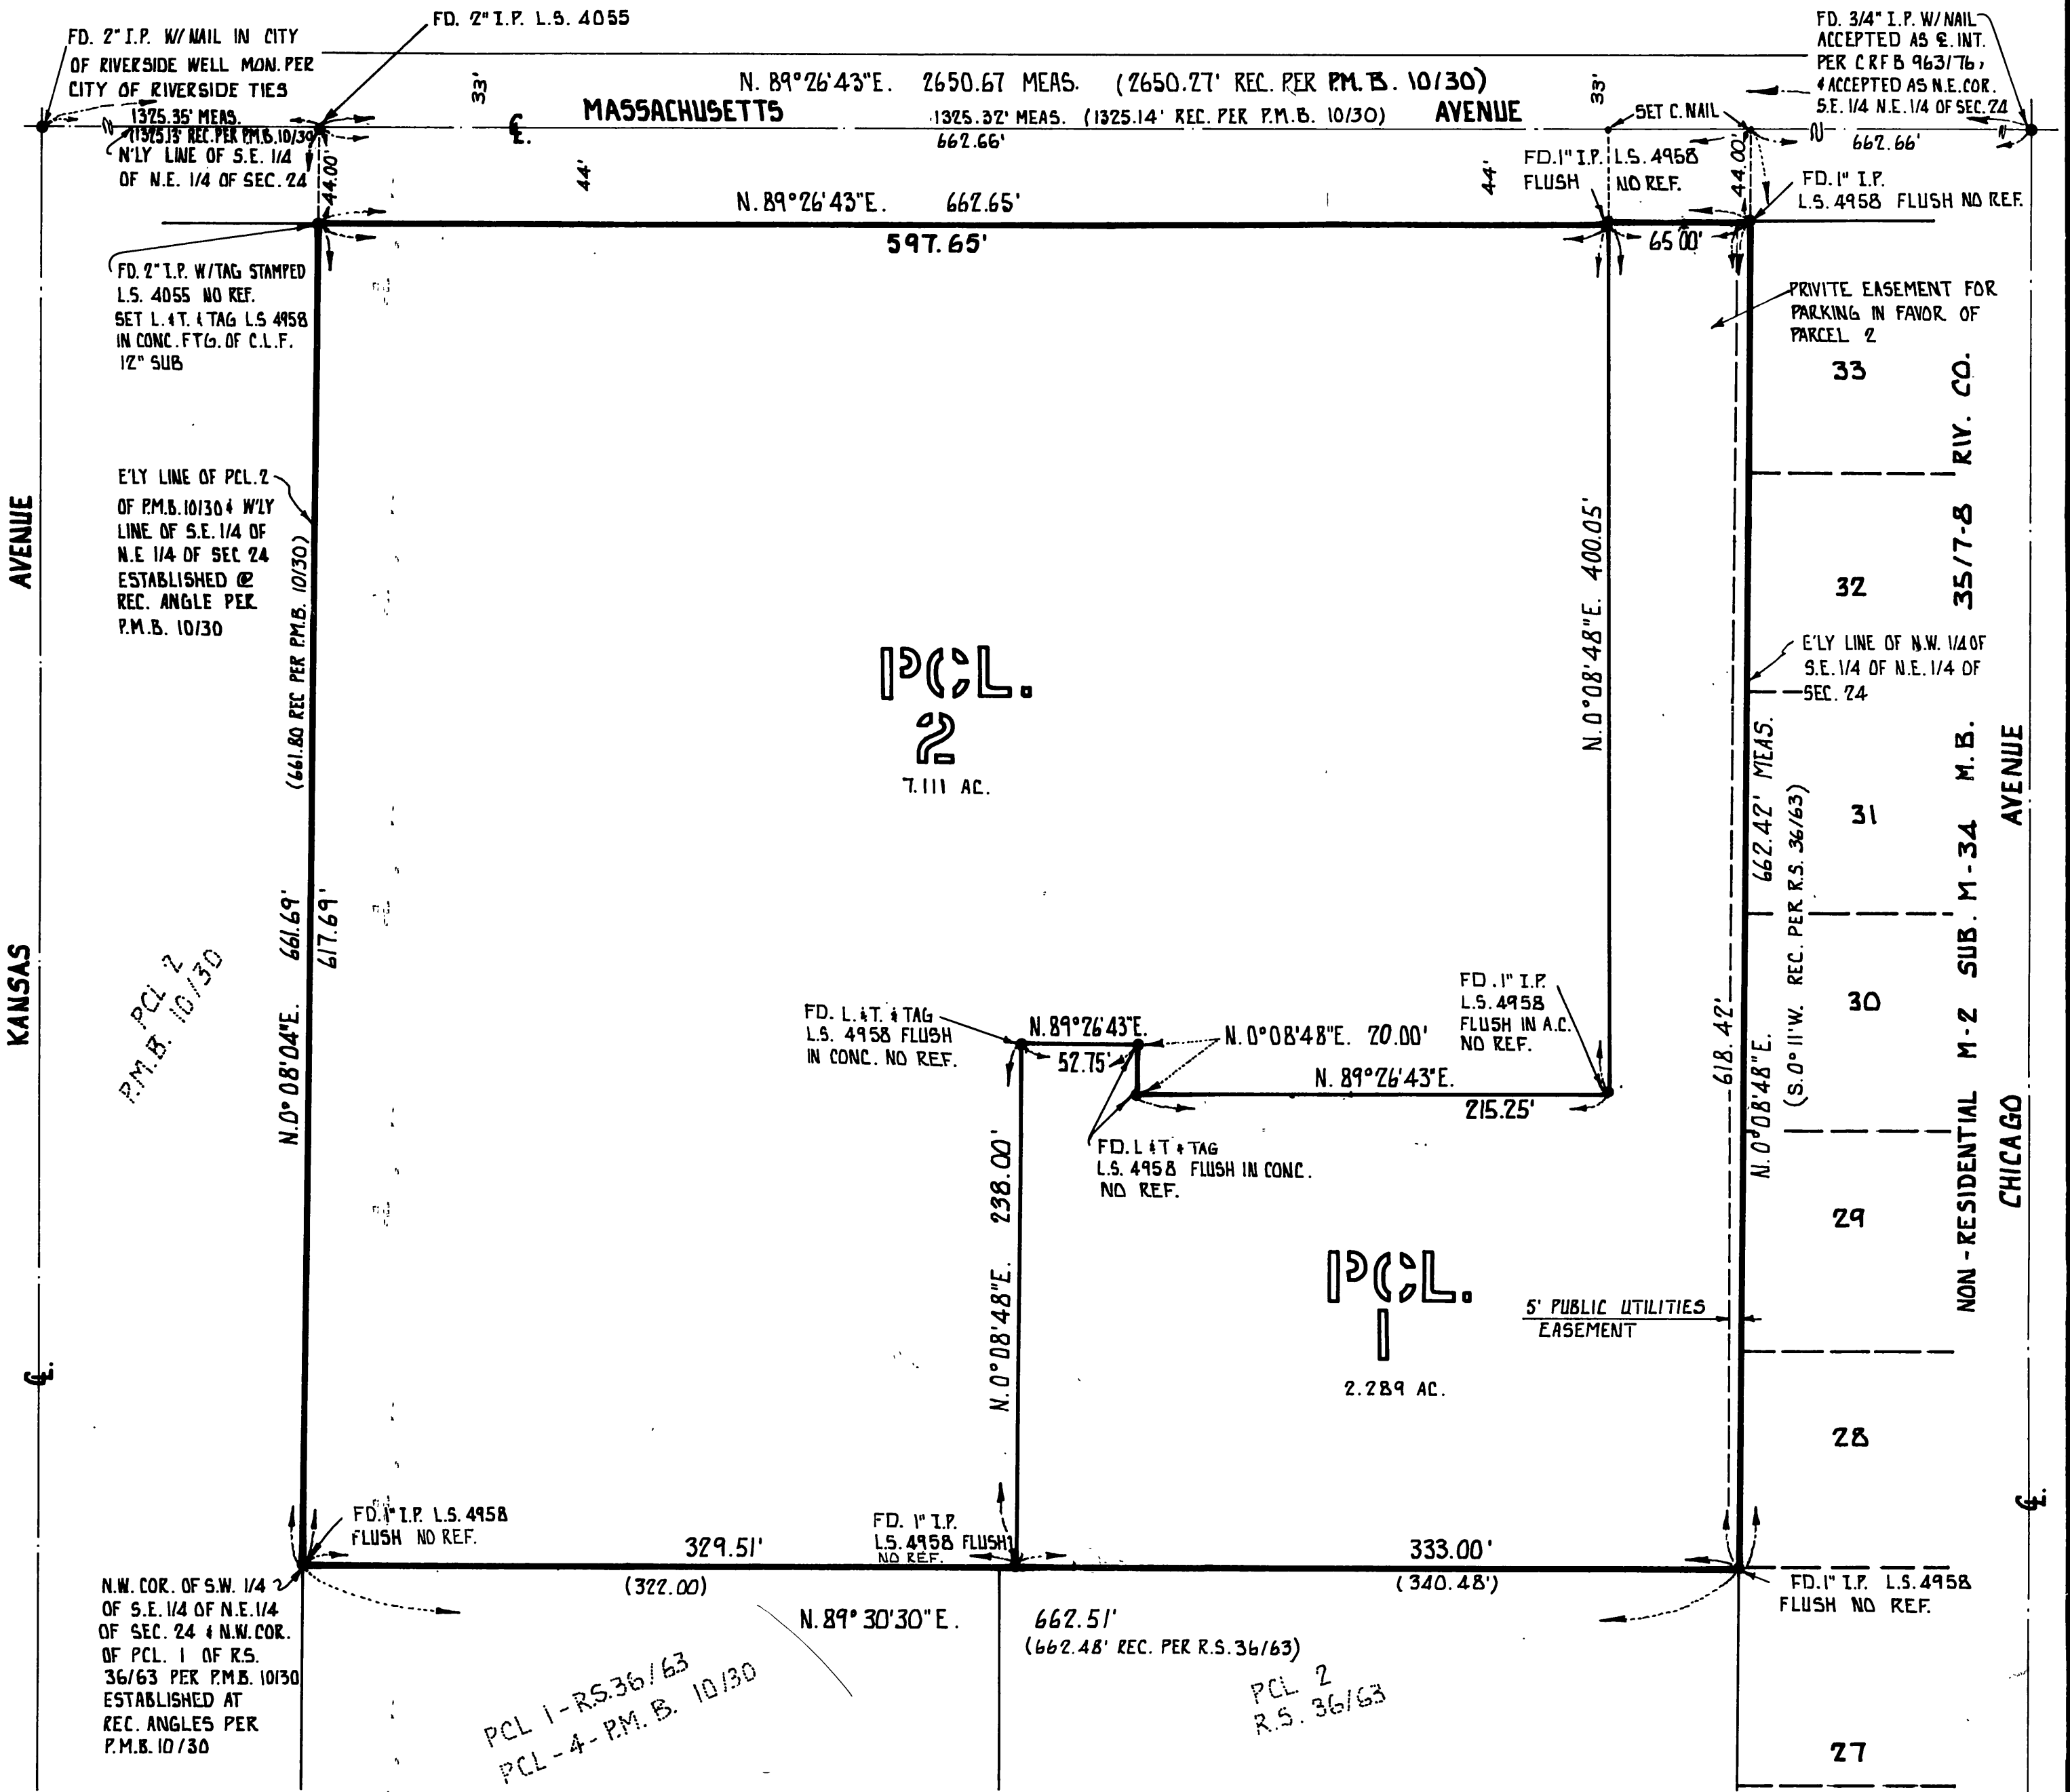 FD. 2" I.P. W/ NAIL IN CITY
OF RIVERSIDE WELL MON. PER
CITY OF RIVERSIDE TIES
1325.35' MEAS.
(1325.13' REC. PER P.M.B. 10/30)
N'LY LINE OF S.E. 1/4
OF N.E. 1/4 OF SEC. 24
FD. 2" I.P. L.S. 4055
33'
N. 89°26'43"E. 2650.67 MEAS. (2650.27' REC. PER P.M.B. 10/30)
MASSACHUSETTS
1325.32' MEAS. (1325.14' REC. PER P.M.B. 10/30)
AVENUE
℄.
662.66'
33'
SET C. NAIL
FD. 3/4" I.P. W/ NAIL
ACCEPTED AS ℄. INT.
PER CRFB 963/76,
& ACCEPTED AS N.E. COR.
S.E. 1/4 N.E. 1/4 OF SEC. 24
662.66'
44.00'
44'
44'
FD. 1" I.P. L.S. 4958
FLUSH NO REF.
44.00'
FD. 1" I.P.
L.S. 4958 FLUSH NO REF.
N. 89°26'43"E. 662.65'
597.65'
65.00'
FD. 2" I.P. W/TAG STAMPED
L.S. 4055 NO REF.
SET L. & T. & TAG L.S 4958
IN CONC. FTG. OF C.L.F.
12" SUB
PRIVITE EASEMENT FOR
PARKING IN FAVOR OF
PARCEL 2
33
E'LY LINE OF PCL. 2
OF P.M.B. 10/30 & W'LY
LINE OF S.E. 1/4 OF
N.E 1/4 OF SEC 24
ESTABLISHED @
REC. ANGLE PER
P.M.B. 10/30
(661.80 REC PER P.M.B. 10/30)
N.0°08'04"E. 661.69'
617.69'
AVENUE
KANSAS
℄.
PCL 2
P.M.B. 10/30
PCL.
2
7.111 AC.
N.0°08'48"E. 400.05'
32
E'LY LINE OF N.W. 1/4 OF
S.E. 1/4 OF N.E. 1/4 OF
SEC. 24
662.42' MEAS.
N.0°08'48"E.
(S.0°11'W. REC. PER R.S. 36/63)
618.42'
31
30
29
28
27
NON-RESIDENTIAL M-2 SUB. M-34 M.B. 35/7-8 RIV. CO.
AVENUE
CHICAGO
℄.
FD. L. & T. & TAG
L.S. 4958 FLUSH
IN CONC. NO REF.
N. 89°26'43"E.
52.75'
N. 0°08'48"E. 20.00'
FD. 1" I.P.
L.S. 4958
FLUSH IN A.C.
NO REF.
N. 89°26'43"E.
215.25'
FD. L & T & TAG
L.S. 4958 FLUSH IN CONC.
NO REF.
N.0°08'48"E. 238.00'
PCL.
1
2.289 AC.
5' PUBLIC UTILITIES
EASEMENT
FD. 1" I.P. L.S. 4958
FLUSH NO REF.
329.51'
(322.00)
FD. 1" I.P.
L.S. 4958 FLUSH
NO REF.
333.00'
(340.48')
FD. 1" I.P. L.S. 4958
FLUSH NO REF.
N.W. COR. OF S.W. 1/4
OF S.E. 1/4 OF N.E. 1/4
OF SEC. 24 & N.W. COR.
OF PCL. 1 OF R.S.
36/63 PER P.M.B. 10/30
ESTABLISHED AT
REC. ANGLES PER
P.M.B. 10/30
N. 89°30'30"E. 662.51'
(662.48' REC. PER R.S. 36/63)
PCL 1 - R.S. 36/63
PCL - 4 - P.M. B. 10/30
PCL 2
R.S. 36/63